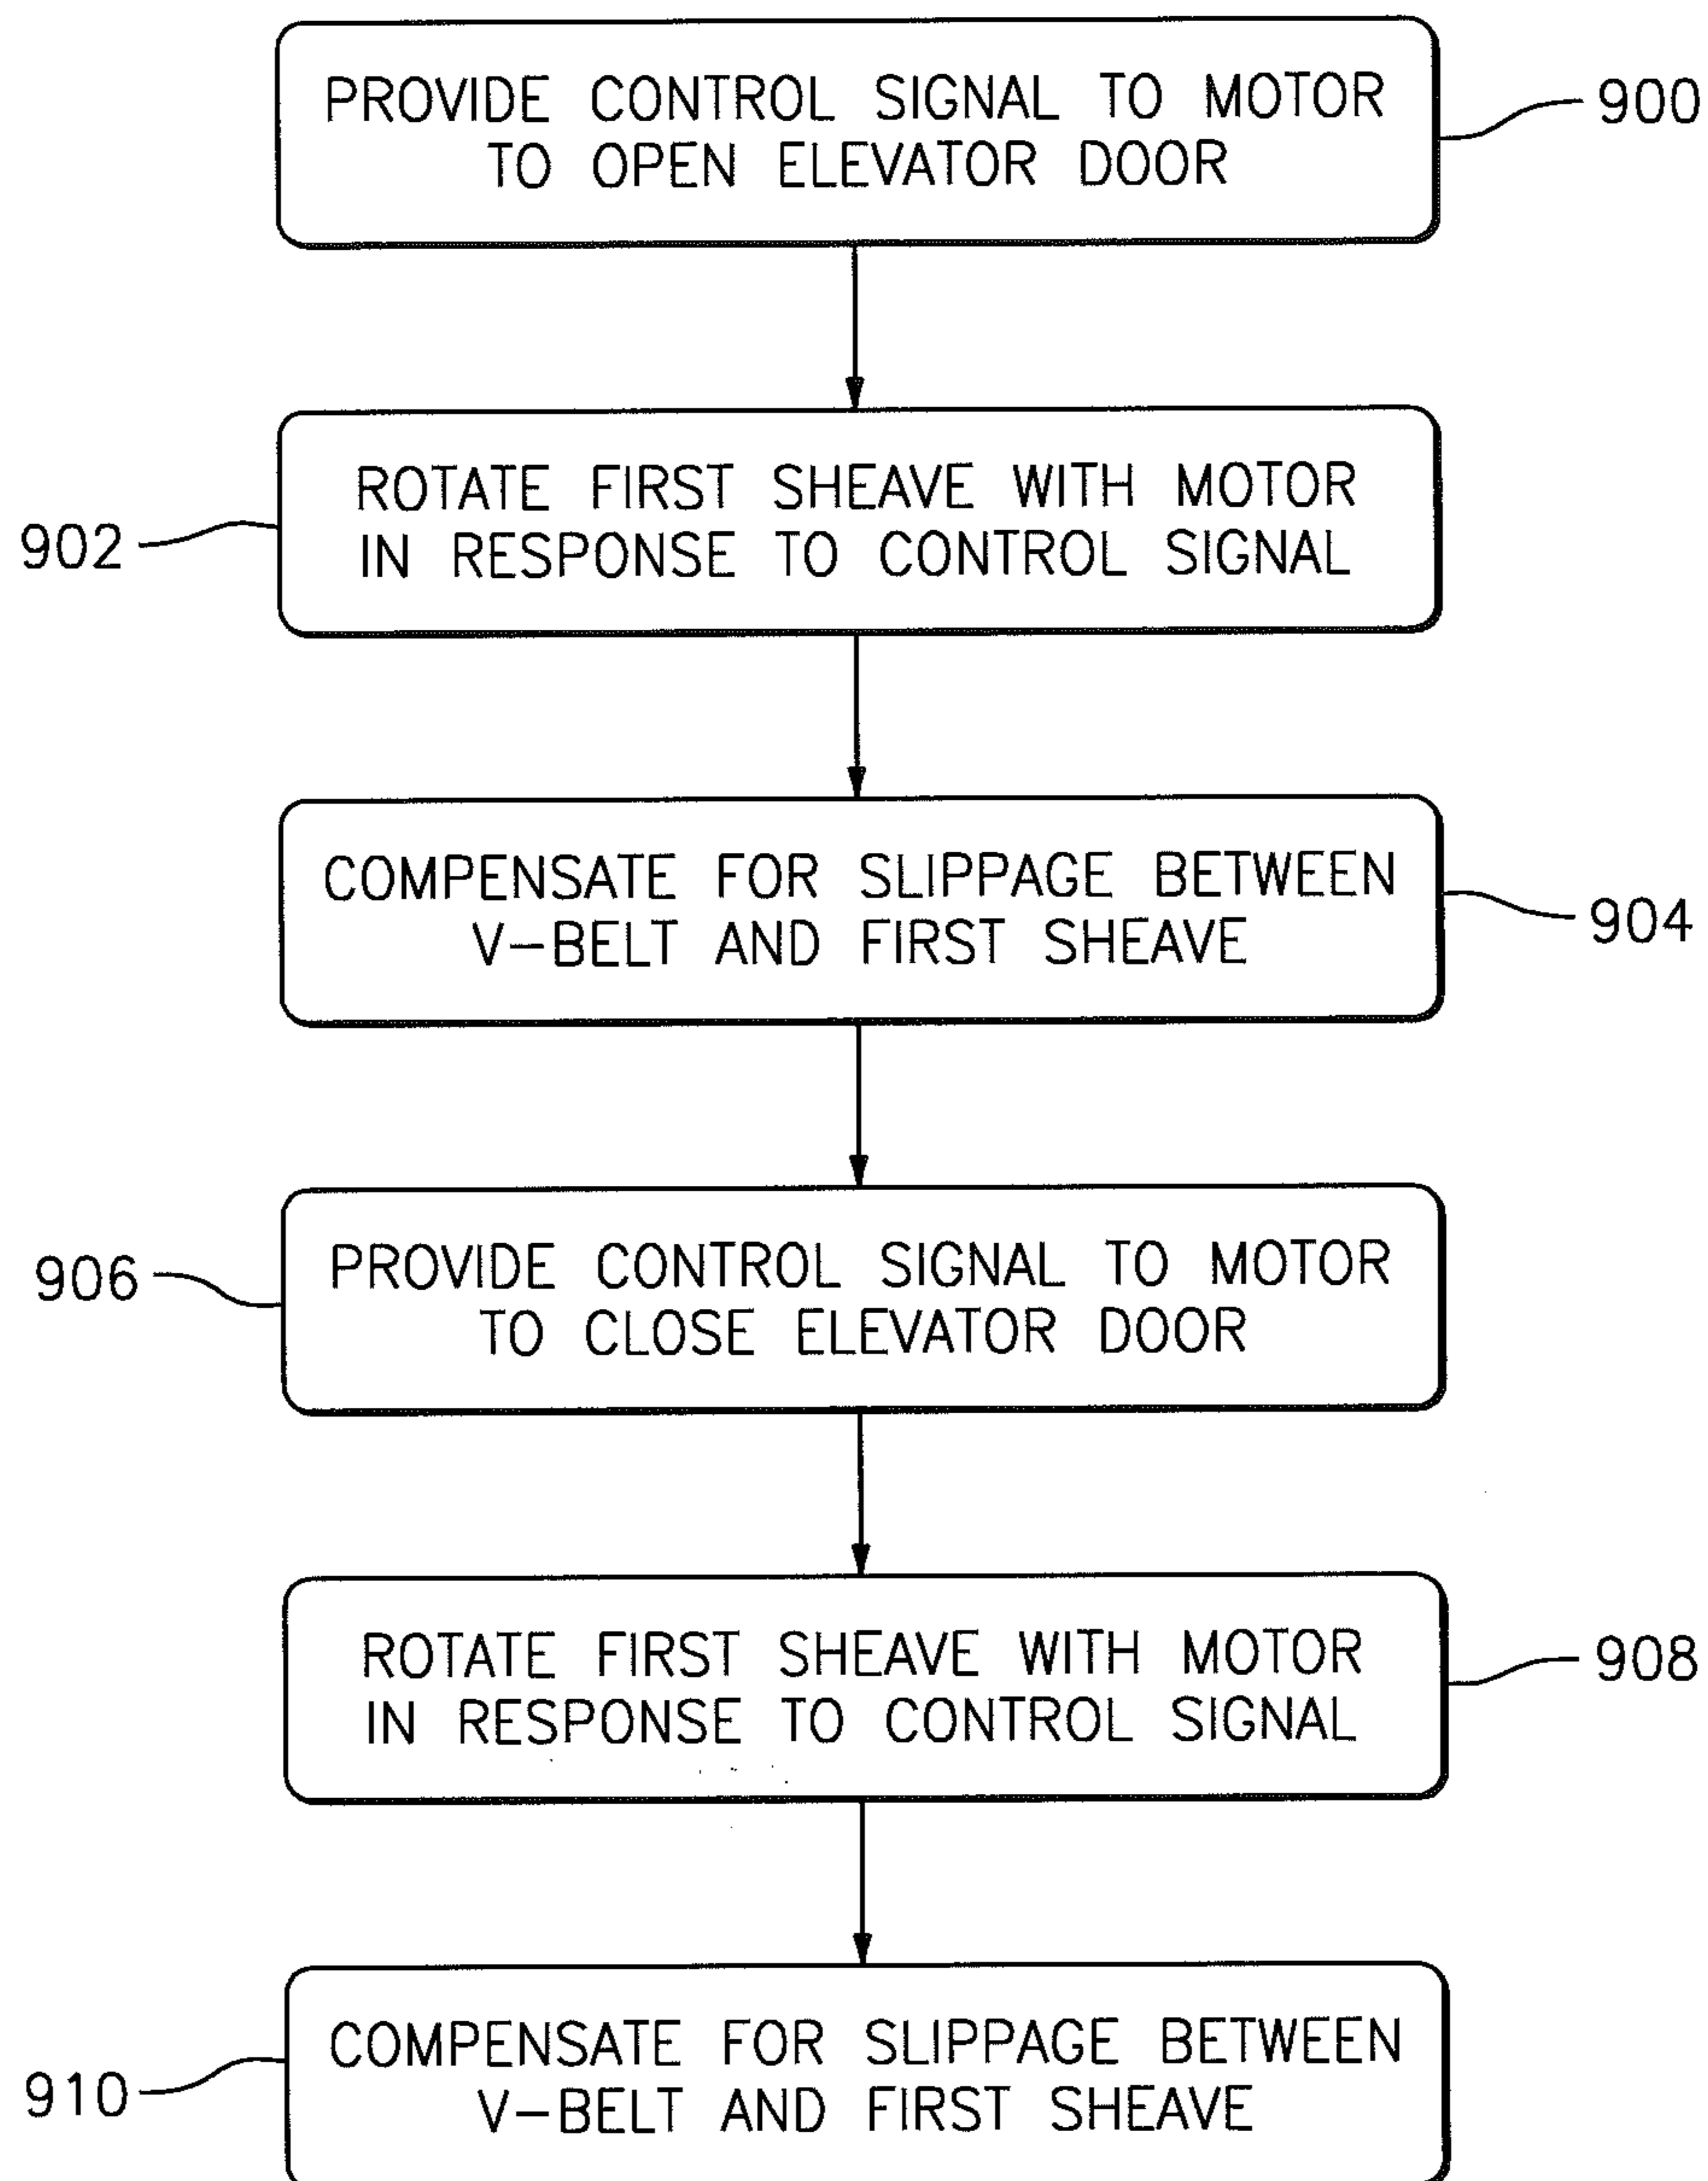 PROVIDE CONTROL SIGNAL TO MOTOR
TO OPEN ELEVATOR DOOR
900
ROTATE FIRST SHEAVE WITH MOTOR
IN RESPONSE TO CONTROL SIGNAL
902
COMPENSATE FOR SLIPPAGE BETWEEN
V-BELT AND FIRST SHEAVE
904
PROVIDE CONTROL SIGNAL TO MOTOR
TO CLOSE ELEVATOR DOOR
906
ROTATE FIRST SHEAVE WITH MOTOR
IN RESPONSE TO CONTROL SIGNAL
908
COMPENSATE FOR SLIPPAGE BETWEEN
V-BELT AND FIRST SHEAVE
910